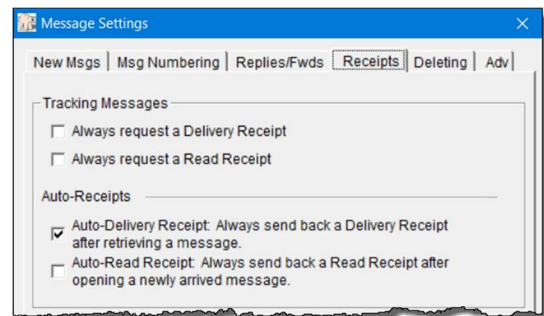 Message Settings
New Msgs Msg Numbering Replies/Fwds Receipts Deleting Adv
Tracking Messages
Always request a Delivery Receipt
Always request a Read Receipt
Auto-Receipts
Auto-Delivery Receipt: Always send back a Delivery Receipt
after retrieving a message.
Auto-Read Receipt: Always send back a Read Receipt after
opening a newly arrived message.